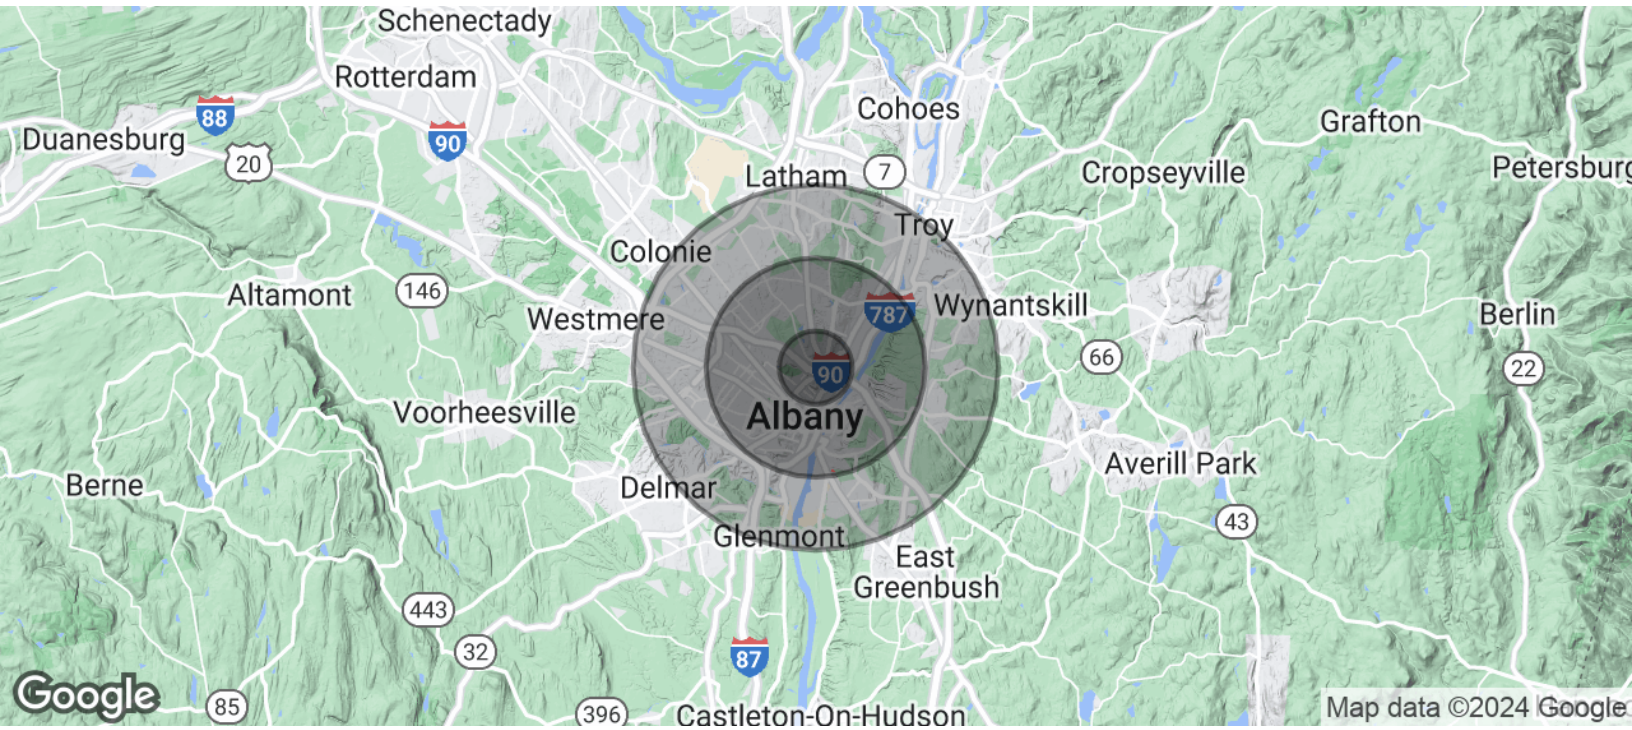 Schenectady
Rotterdam
Cohoes
88
Grafton
Duanesburg
90
20
Petersburg
Latham
7
Cropseyville
Troy
Colonie
Altamont
146
Wynantskill
787
Westmere
Berlin
66
22
90
Voorheesville
Albany
Averill Park
Berne
Delmar
43
Glenmont
East
Greenbush
443
32
87
Google
85
396
Castleton-On-Hudson
Map data ©2024 Google